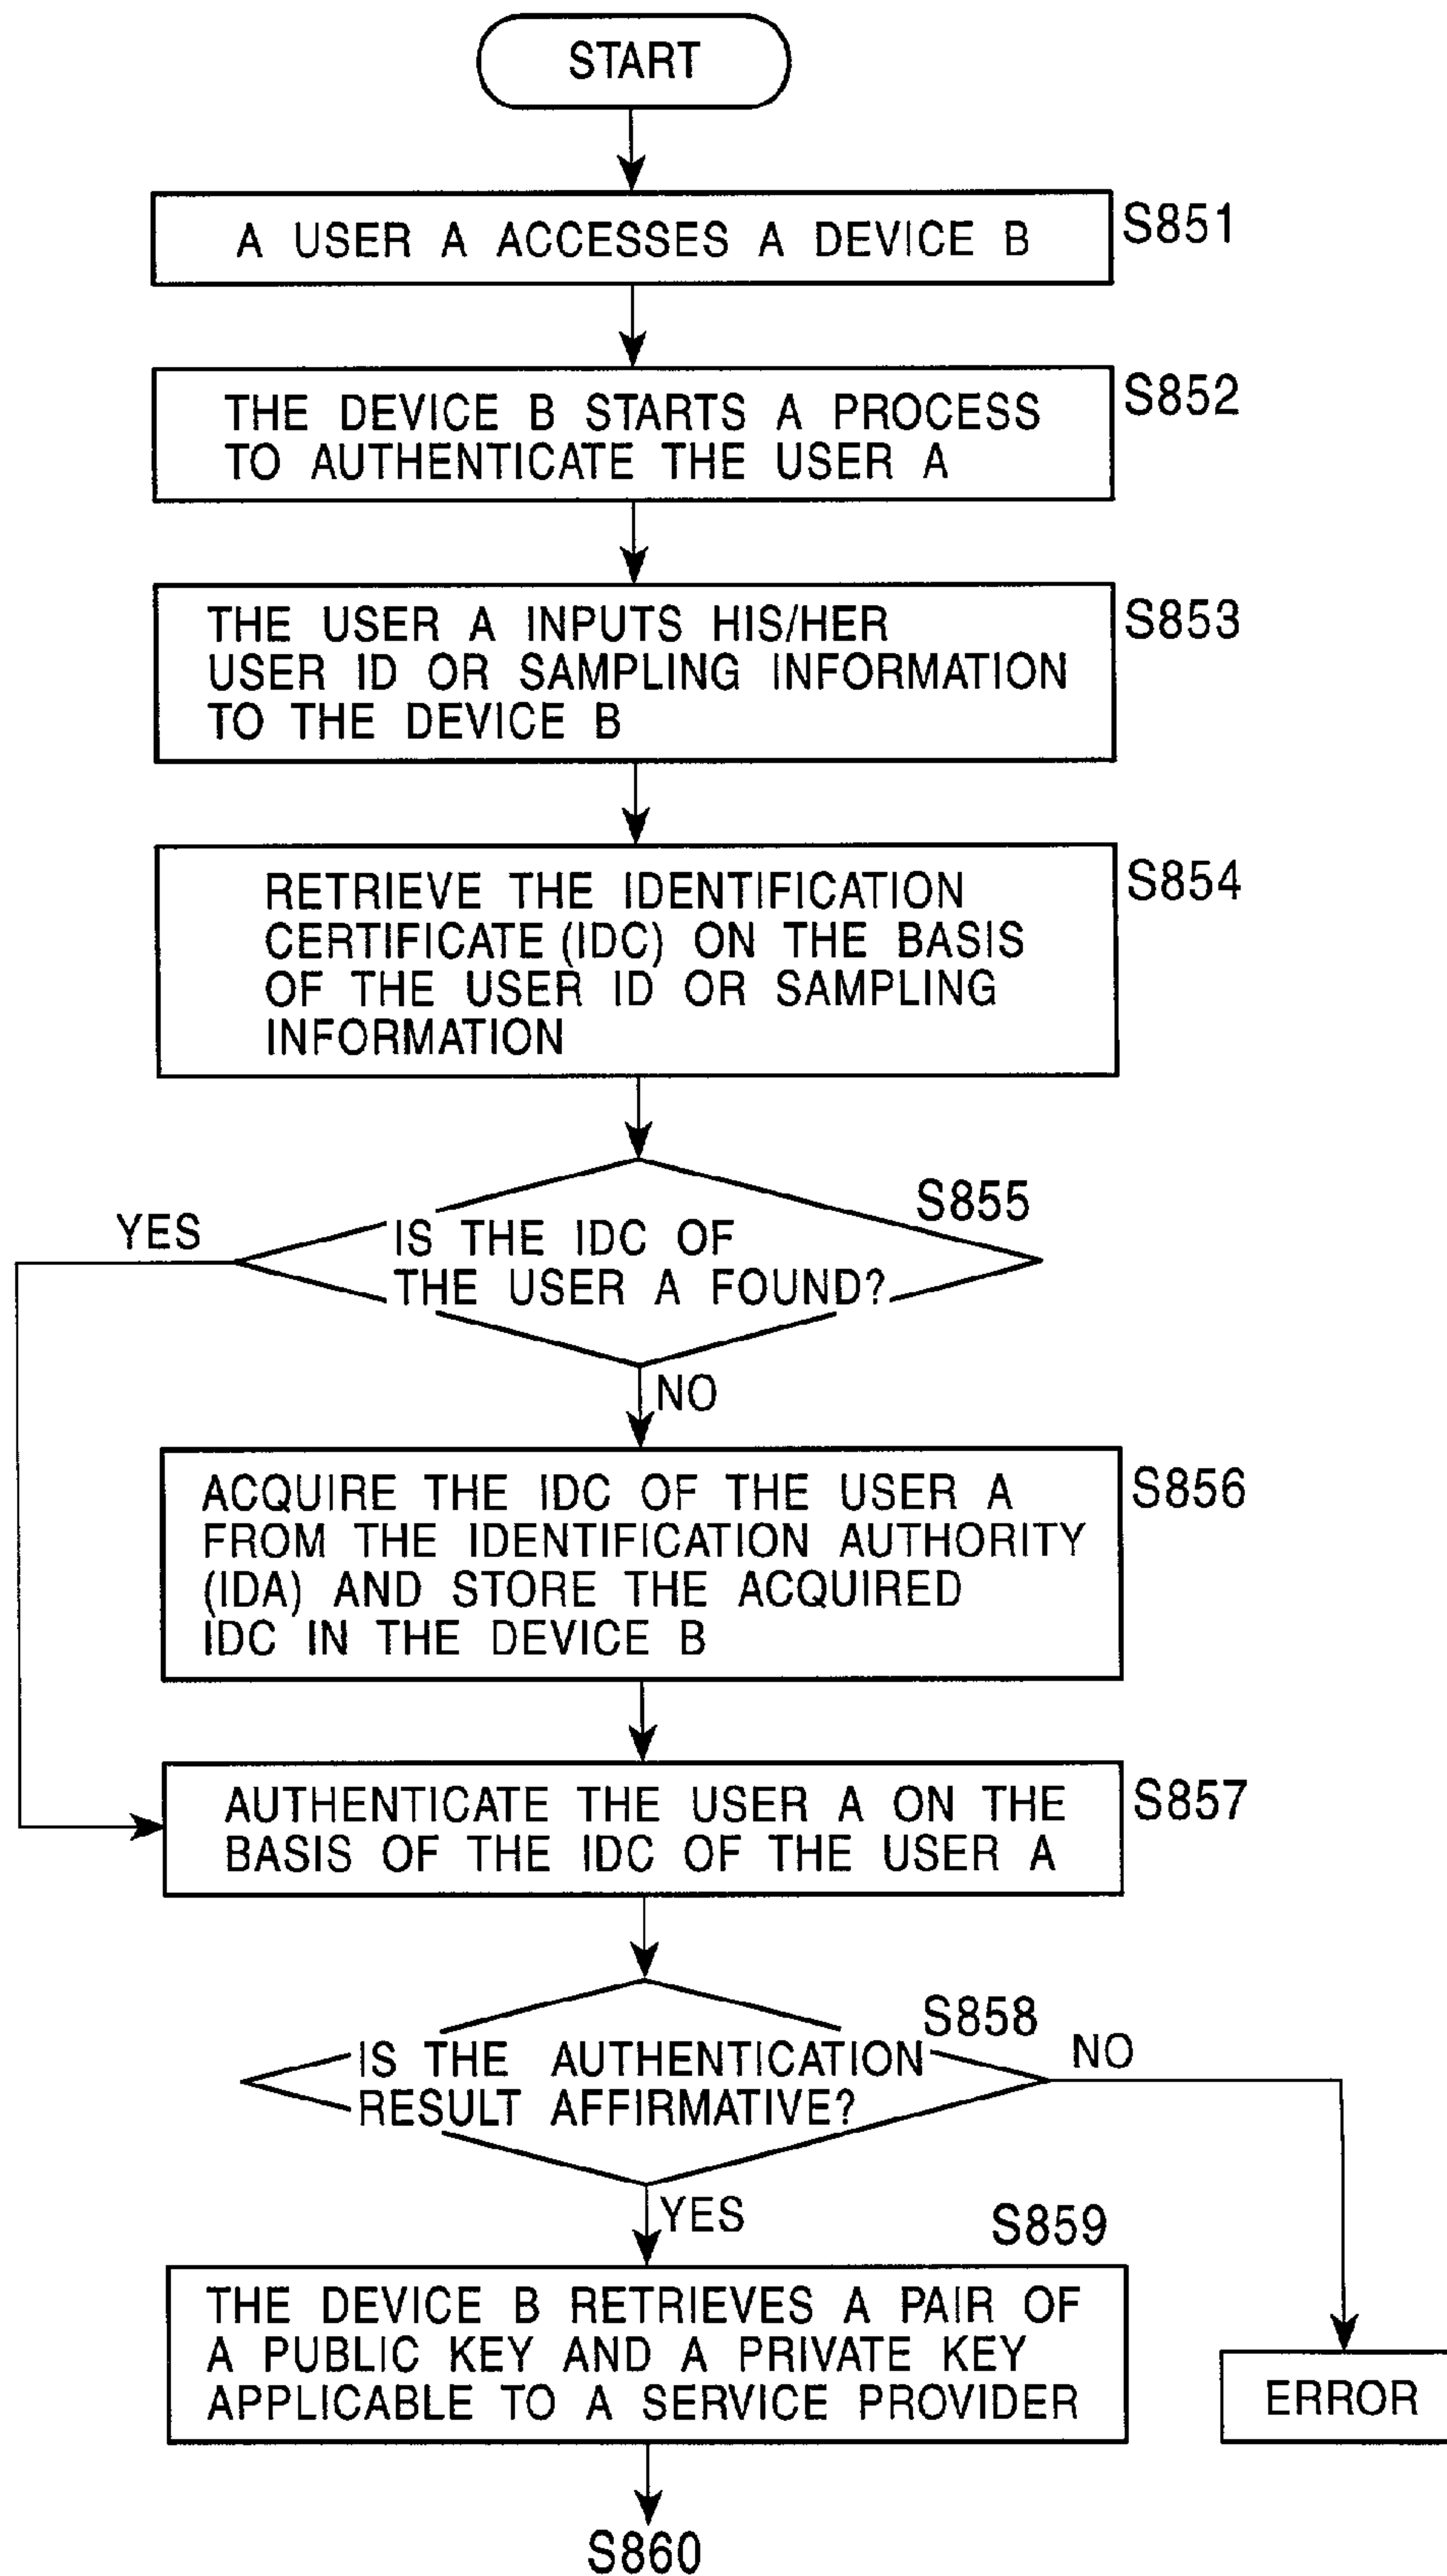 START
A USER A ACCESSES A DEVICE B
S851
THE DEVICE B STARTS A PROCESS
TO AUTHENTICATE THE USER A
S852
THE USER A INPUTS HIS/HER
USER ID OR SAMPLING INFORMATION
TO THE DEVICE B
S853
RETRIEVE THE IDENTIFICATION
CERTIFICATE (IDC) ON THE BASIS
OF THE USER ID OR SAMPLING
INFORMATION
S854
S855
YES
IS THE IDC OF
THE USER A FOUND?
NO
ACQUIRE THE IDC OF THE USER A
FROM THE IDENTIFICATION AUTHORITY
(IDA) AND STORE THE ACQUIRED
IDC IN THE DEVICE B
S856
AUTHENTICATE THE USER A ON THE
BASIS OF THE IDC OF THE USER A
S857
S858
IS THE AUTHENTICATION
RESULT AFFIRMATIVE?
NO
YES
S859
THE DEVICE B RETRIEVES A PAIR OF
A PUBLIC KEY AND A PRIVATE KEY
APPLICABLE TO A SERVICE PROVIDER
ERROR
S860